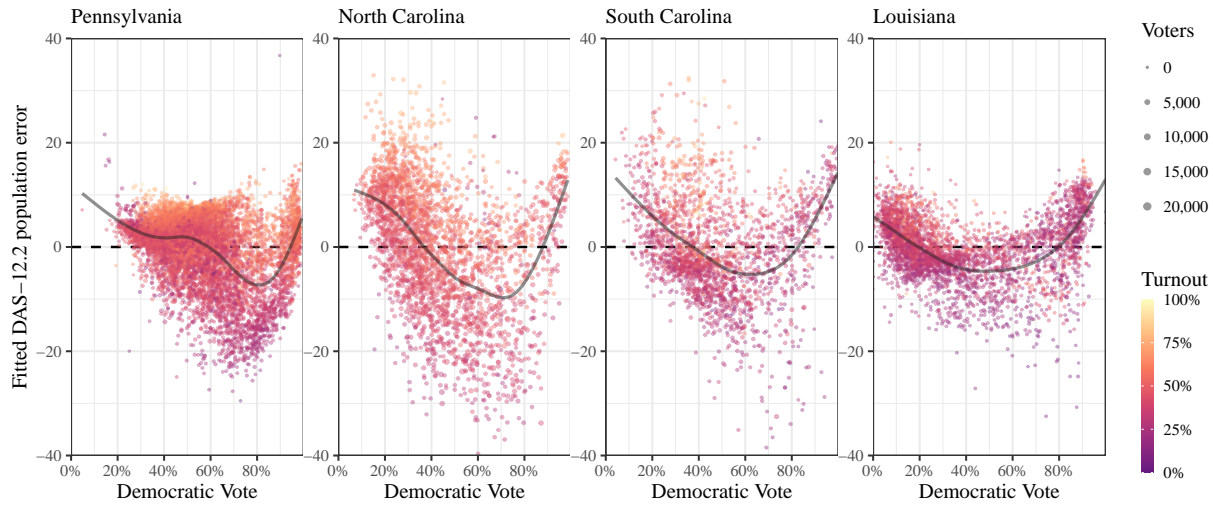 Pennsylvania
North Carolina
South Carolina
Louisiana
Fitted DAS−12.2 population error
40
20
0
−20
−40
40
20
0
−20
−40
40
20
0
−20
−40
40
20
0
−20
−40
0% 20% 40% 60% 80%
0% 20% 40% 60% 80%
0% 20% 40% 60% 80%
0% 20% 40% 60% 80%
Democratic Vote
Democratic Vote
Democratic Vote
Democratic Vote
Voters
0
5,000
10,000
15,000
20,000
Turnout
100%
75%
50%
25%
0%